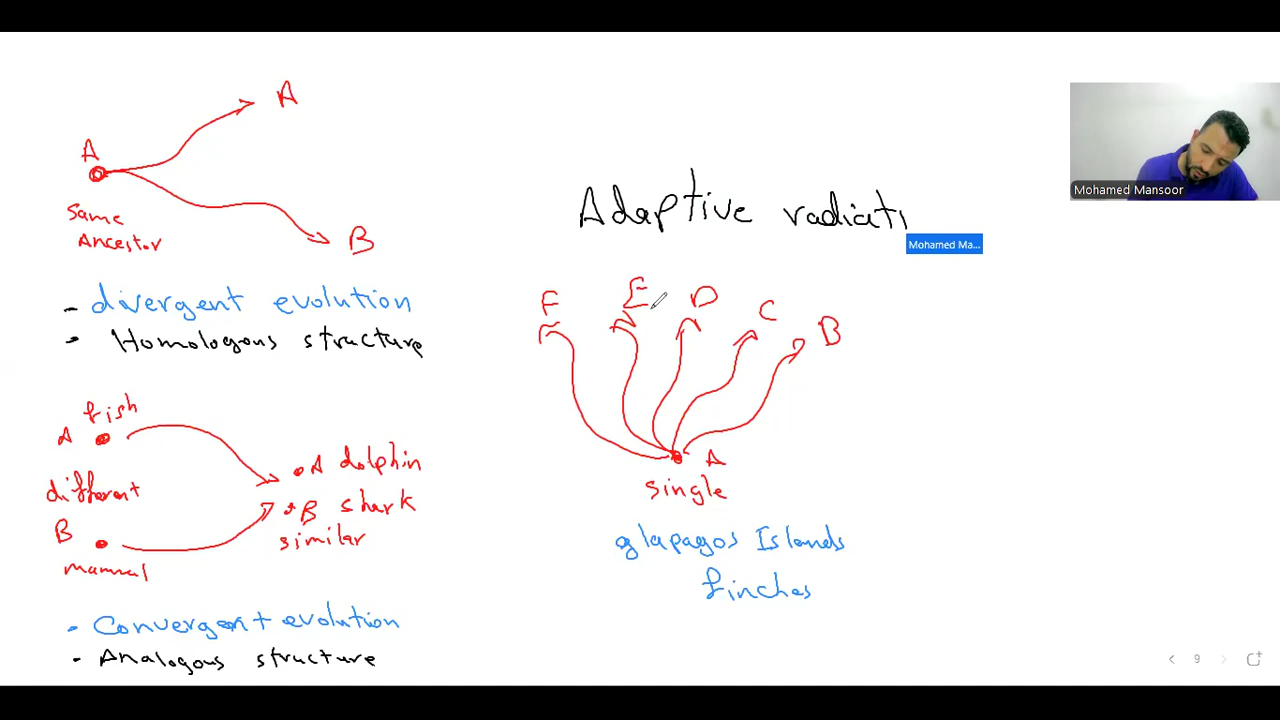 A
A
Same
Ancestor
B
- divergent evolution
- Homologous structure
A fish
different
B
mammal
A dolphin
B shark
similar
- Convergent evolution
- Analogous structure
Adaptive radiati
Mohamed Ma...
F
E
D
C
B
A
single
glapagos Islands
finches
Mohamed Mansoor
9